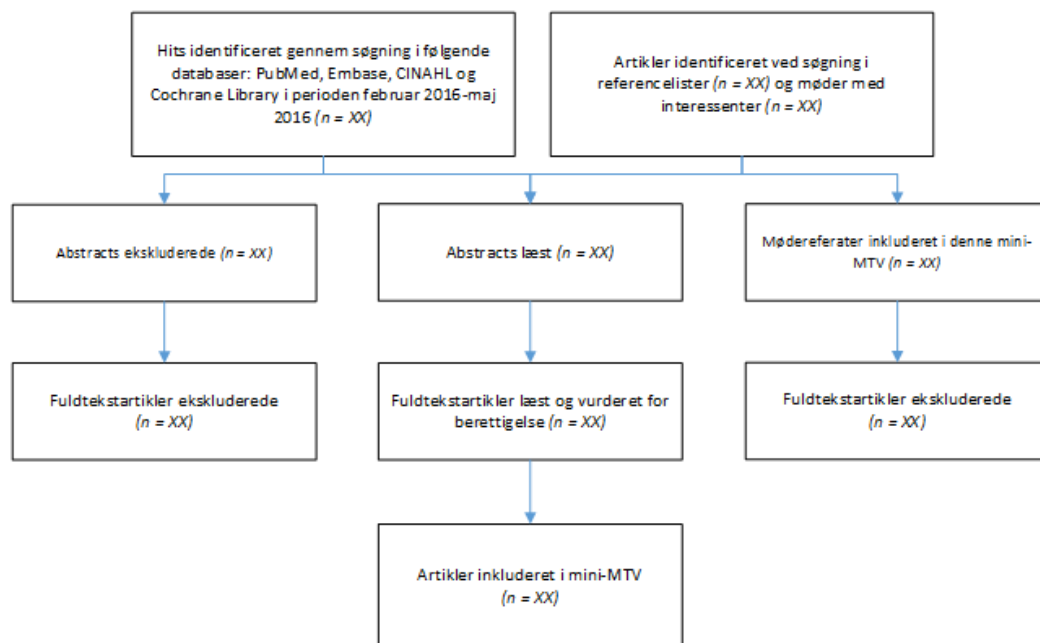 Hits identificeret gennem søgning i følgende
databaser: PubMed, Embase, CINAHL og
Cochrane Library i perioden februar 2016-maj
2016 (n = XX)
Artikler identificeret ved søgning i
referencelister (n = XX) og møder med
interessenter (n = XX)
Abstracts ekskluderede (n = XX)
Abstracts læst (n = XX)
Mødereferater inkluderet i denne mini-
MTV (n = XX)
Fuldtekstartikler ekskluderede
(n = XX)
Fuldtekstartikler læst og vurderet for
berettigelse (n = XX)
Fuldtekstartikler ekskluderede
(n = XX)
Artikler inkluderet i mini-MTV
(n = XX)